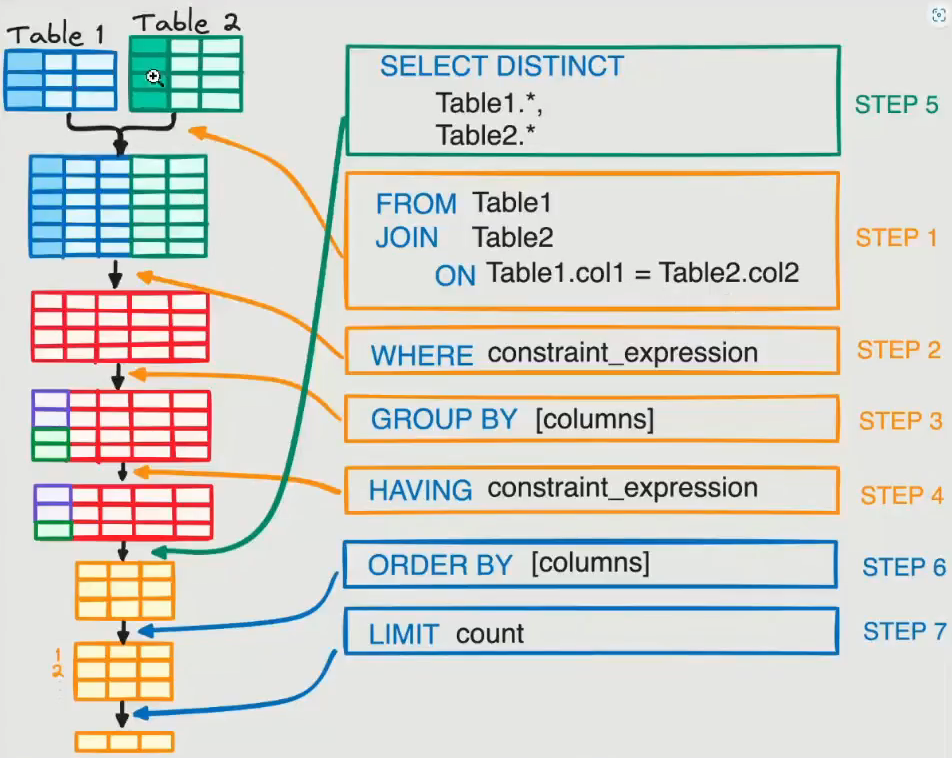 Table 1
Table 2
SELECT DISTINCT
Table1.*,
Table2.*
STEP 5
FROM Table1
JOIN Table2
ON Table1.col1 = Table2.col2
STEP 1
WHERE constraint_expression
STEP 2
GROUP BY [columns]
STEP 3
HAVING constraint_expression
STEP 4
ORDER BY [columns]
STEP 6
LIMIT count
STEP 7
1
2